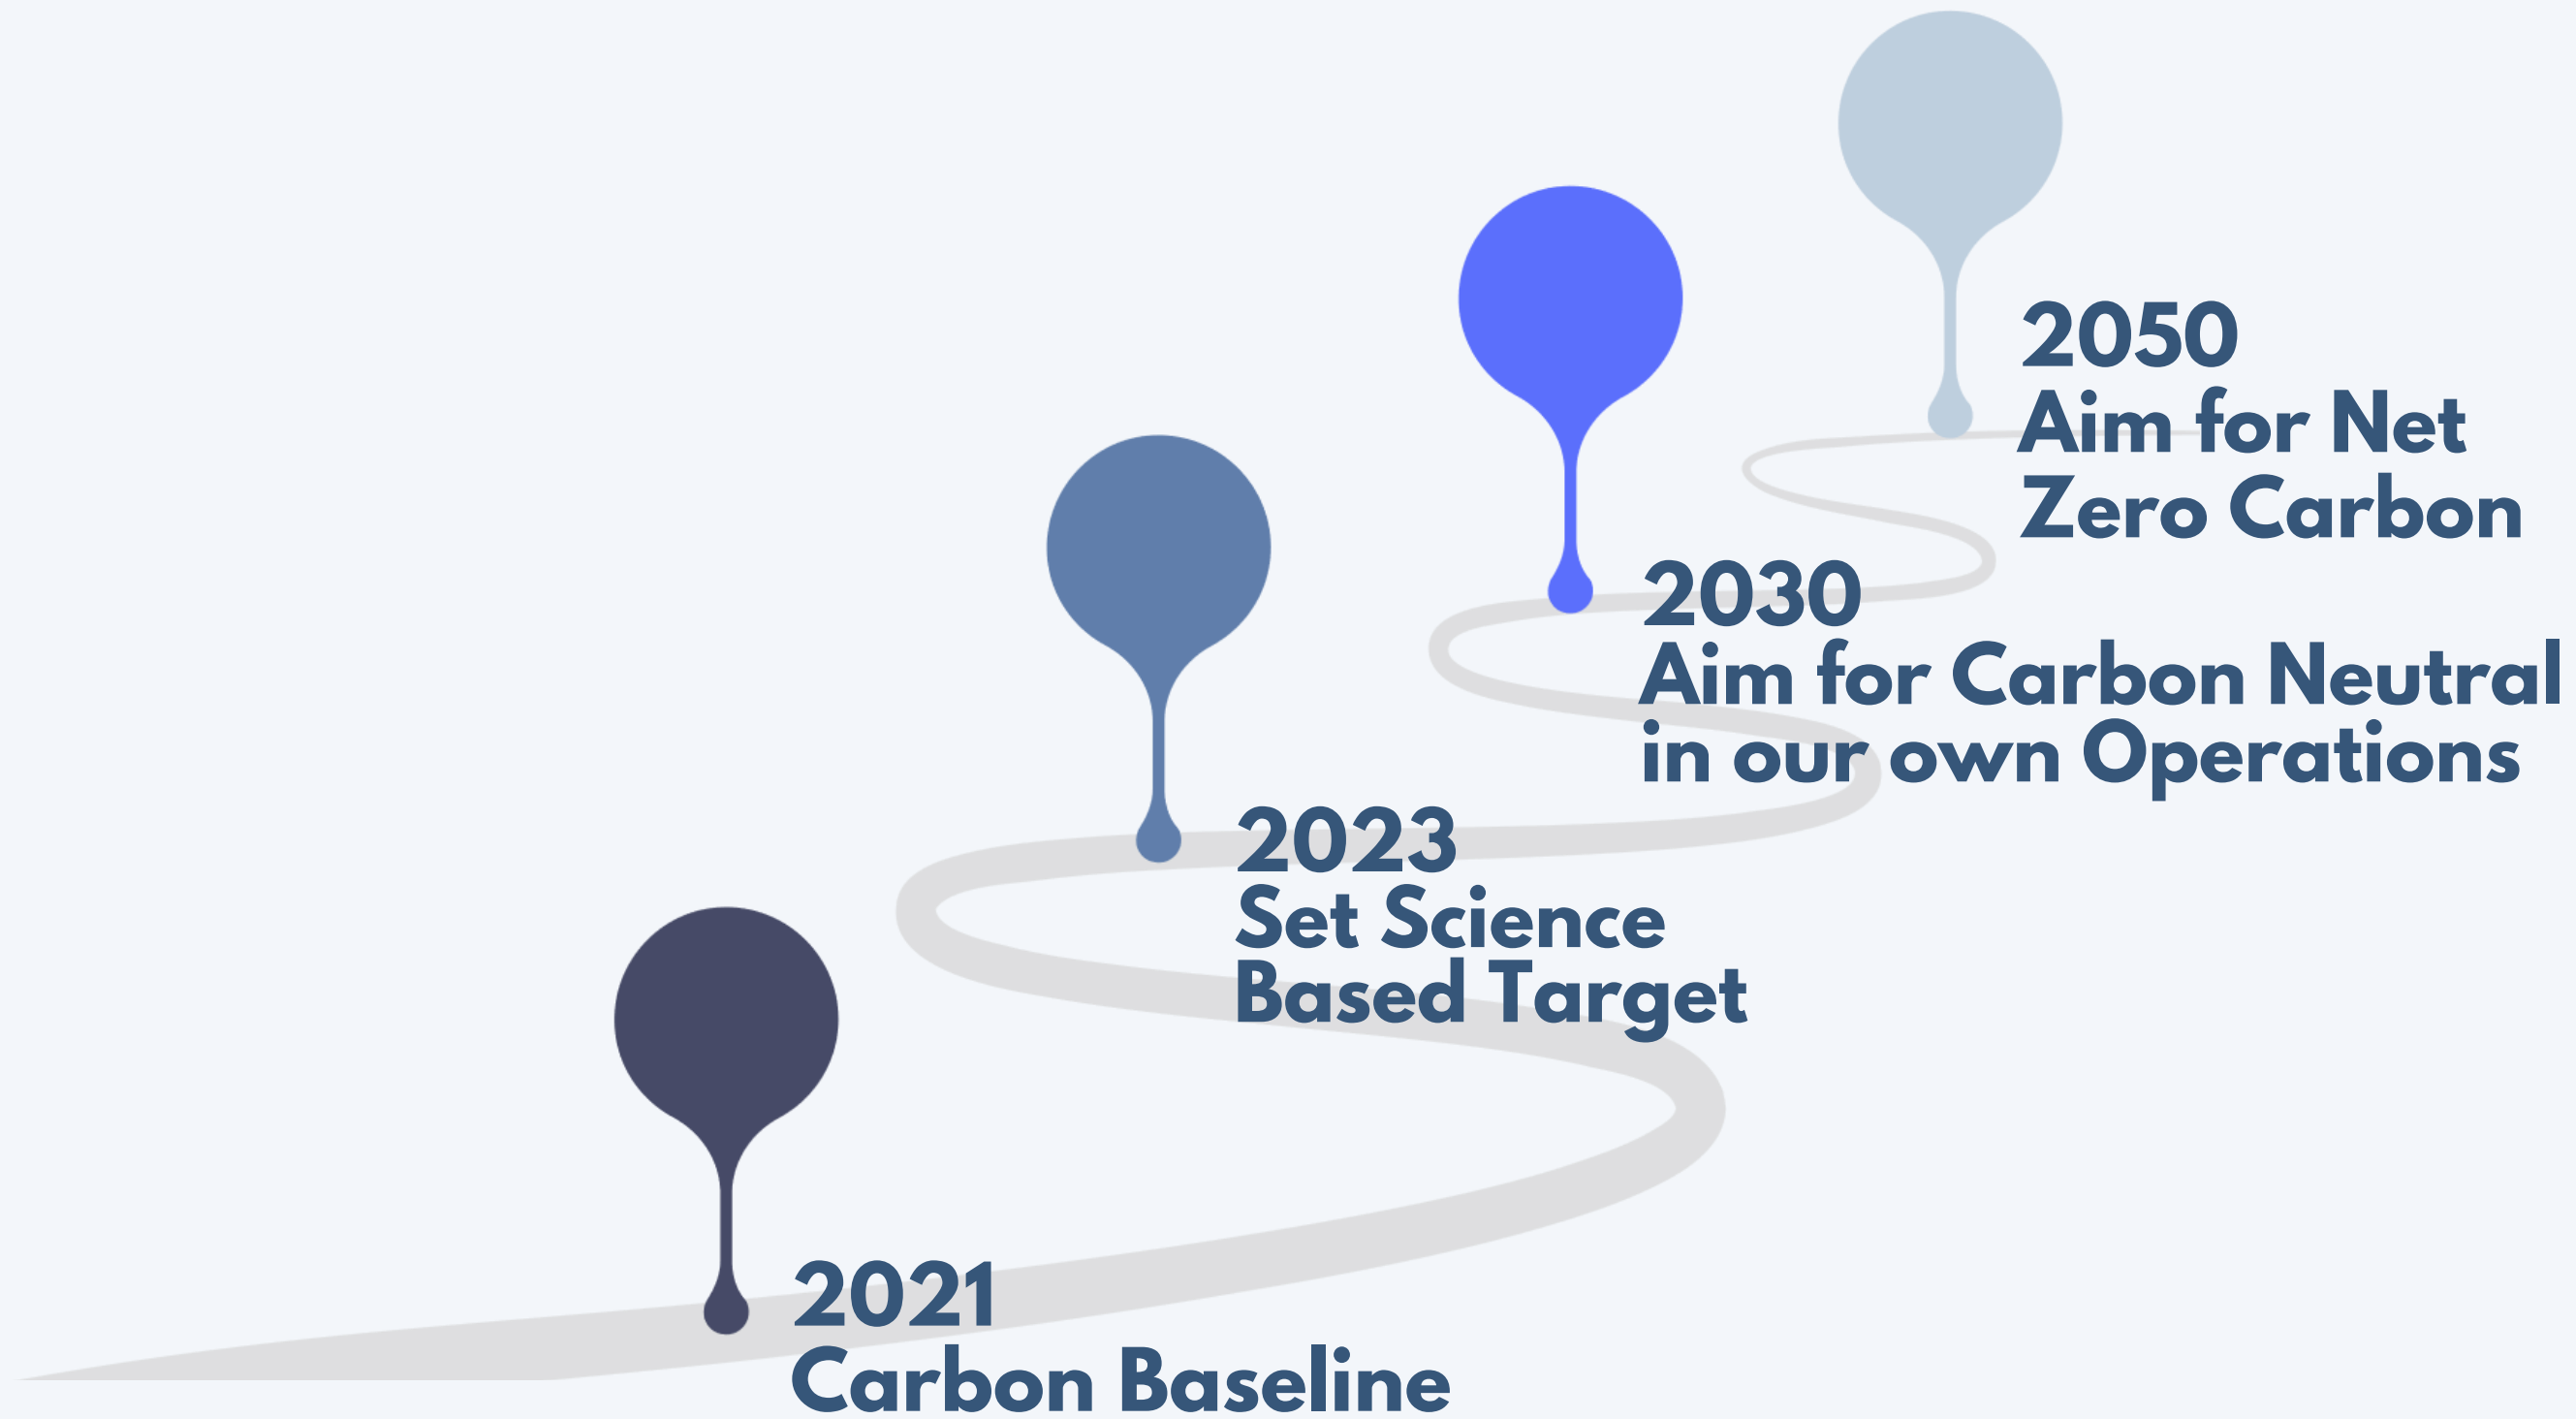 2050
Aim for Net
Zero Carbon
2030
Aim for Carbon Neutral
in our own Operations
2023
Set Science
Based Target
2021
Carbon Baseline